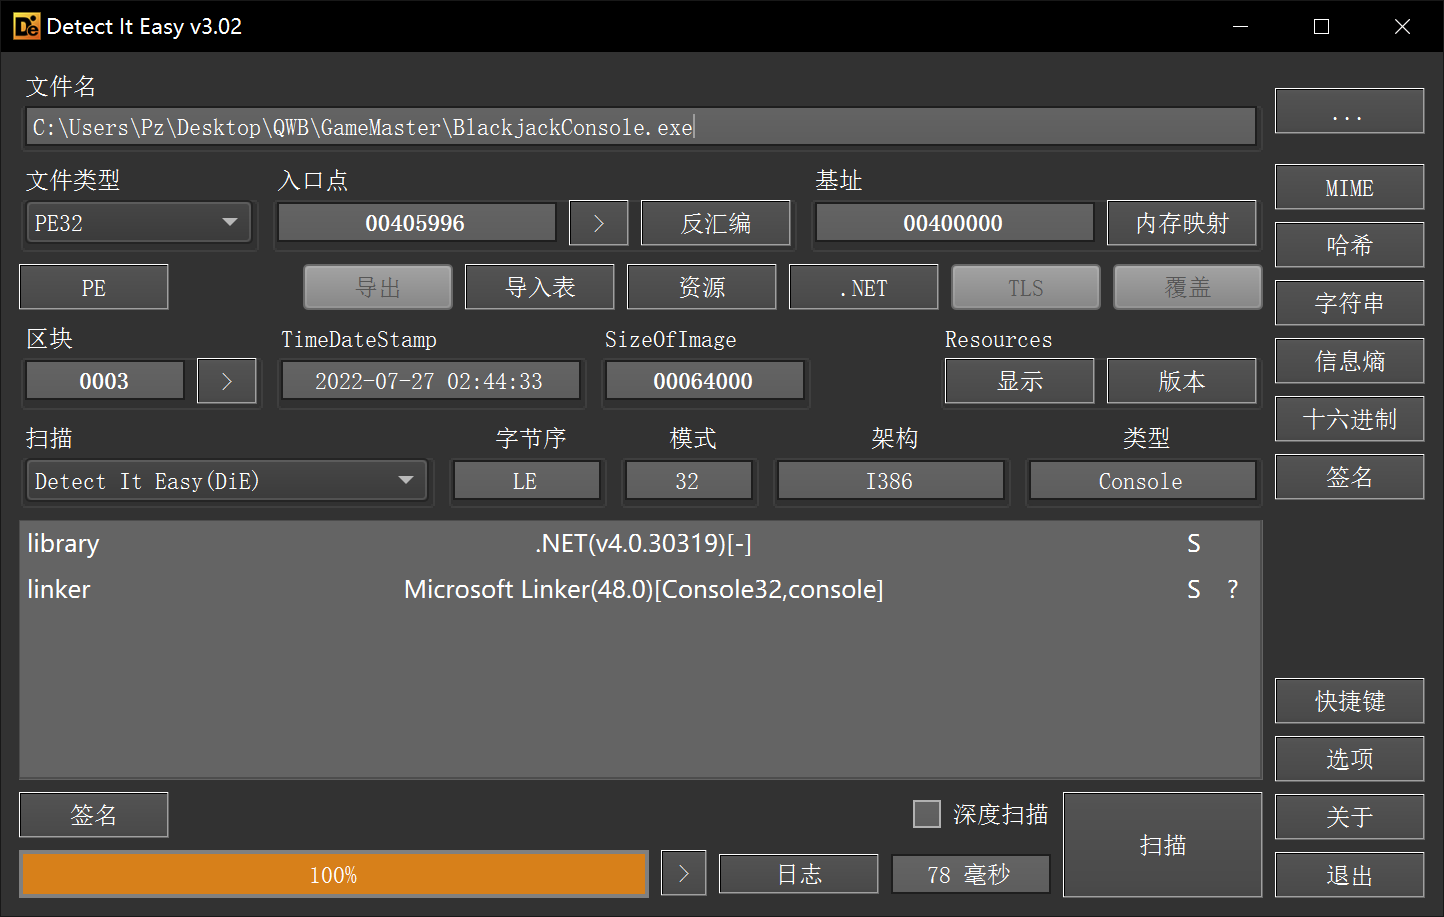 Detect It Easy v3.02
文件名
C:\Users\Pz\Desktop\QWB\GameMaster\BlackjackConsole.exe
...
文件类型 入口点 基址
MIME
PE32 00405996 > 反汇编 00400000 内存映射
哈希
PE 导出 导入表 资源 .NET TLS 覆盖
字符串
区块 TimeDateStamp SizeOfImage Resources
信息熵
0003 > 2022-07-27 02:44:33 00064000 显示 版本
十六进制
扫描 字节序 模式 架构 类型
签名
Detect It Easy(DiE) LE 32 I386 Console
library .NET(v4.0.30319)[-] S
linker Microsoft Linker(48.0)[Console32,console] S ?
快捷键
选项
签名 深度扫描 扫描
关于
100% > 日志 78 毫秒
退出